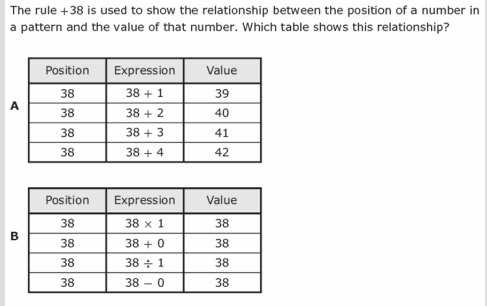 The rule +38 is used to show the relationship between the position of a number in
a pattern and the value of that number. Which table shows this relationship?
A
Position Expression Value
38 38 + 1 39
38 38 + 2 40
38 38 + 3 41
38 38 + 4 42
B
Position Expression Value
38 38 × 1 38
38 38 + 0 38
38 38 ÷ 1 38
38 38 − 0 38